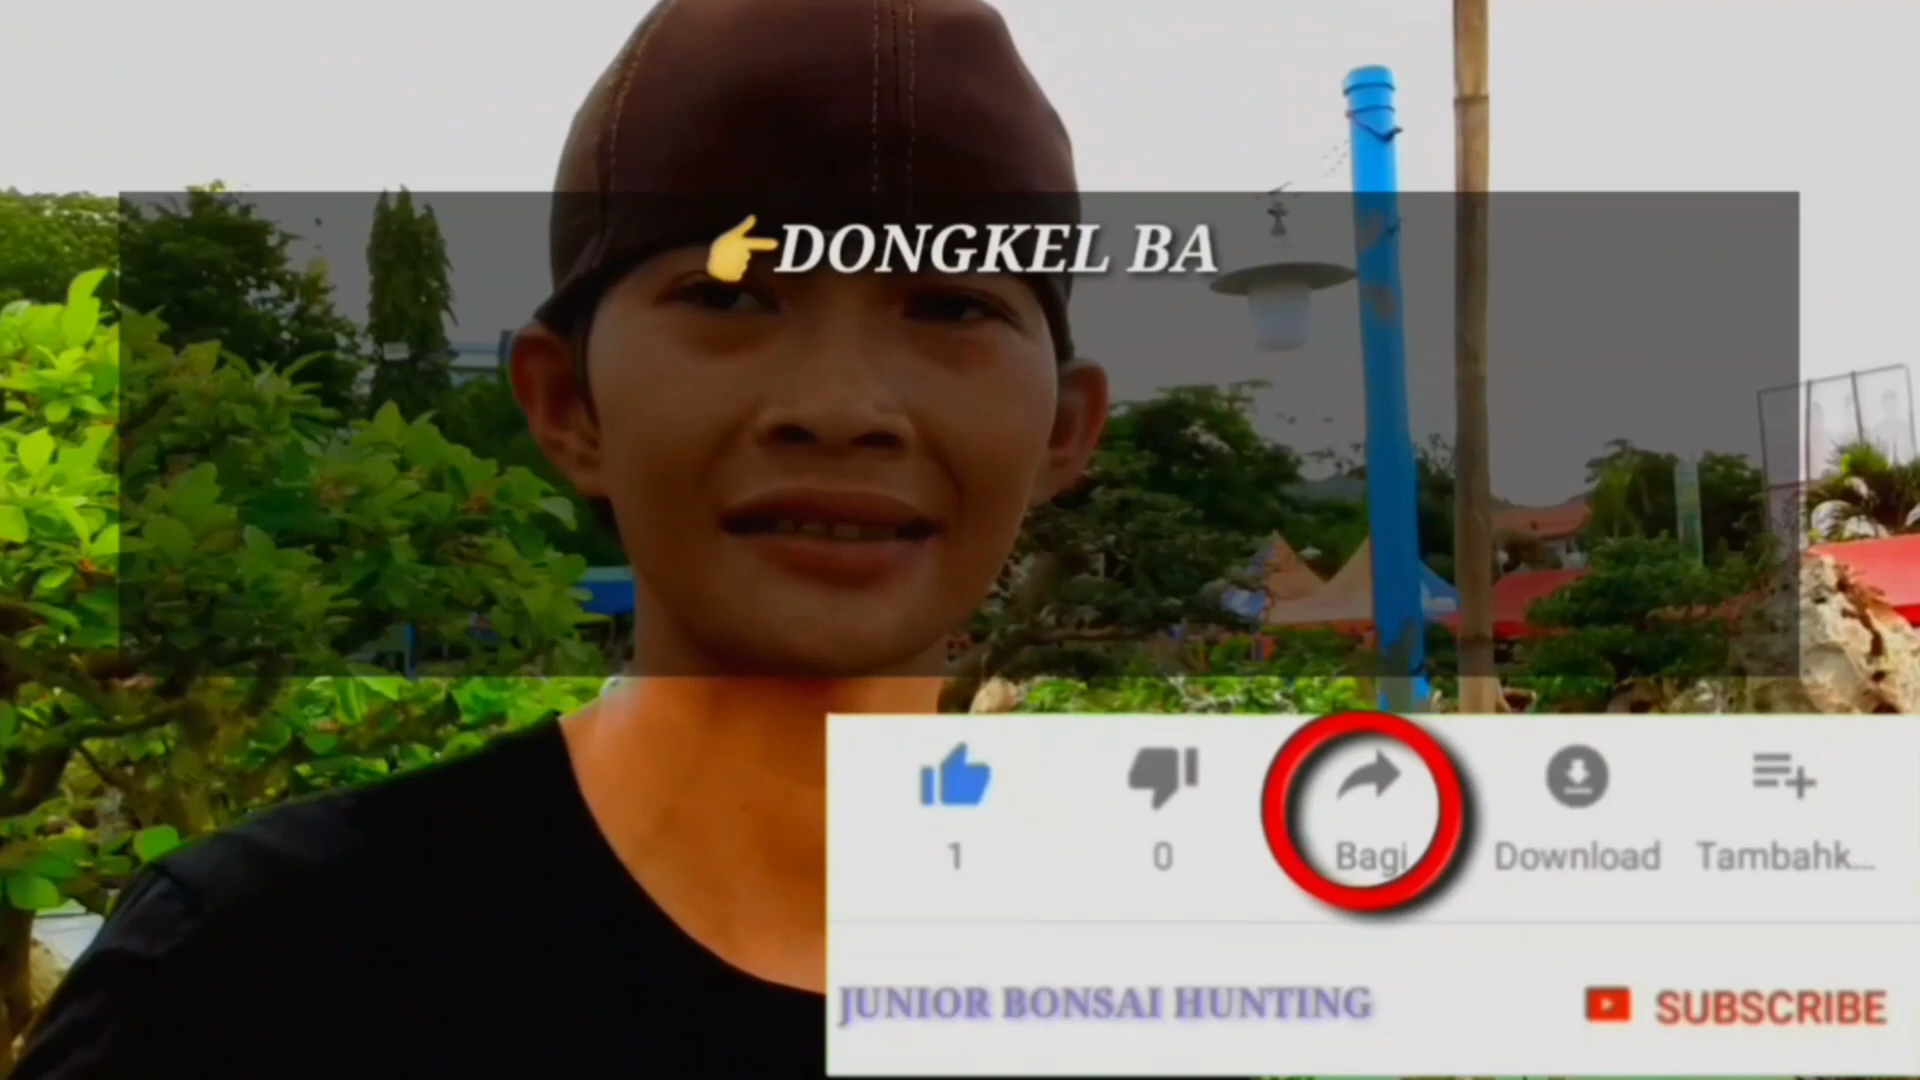 👉DONGKEL BA
1
0
Bagi
Download
Tambahk...
JUNIOR BONSAI HUNTING
SUBSCRIBE